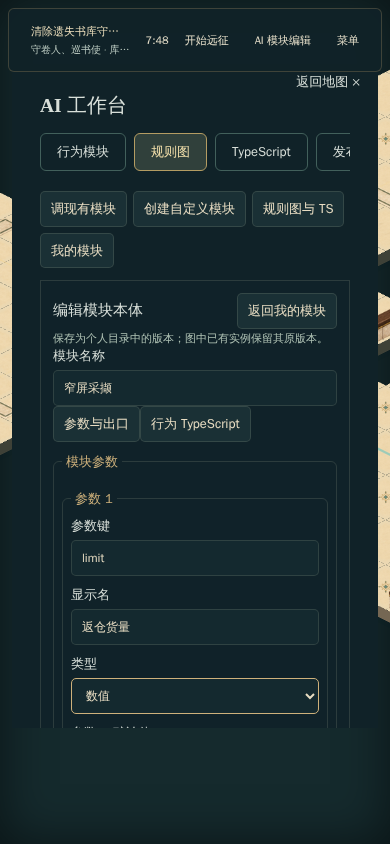 清除遗失书库守…
守卷人、巡书使 · 库…
7:48 开始远征 AI 模块编辑 菜单
返回地图 ×
AI 工作台
行为模块 规则图 TypeScript
调现有模块 创建自定义模块 规则图与 TS
我的模块
编辑模块本体 返回我的模块
保存为个人目录中的版本；图中已有实例保留其原版本。
模块名称
窄屏采撷
参数与出口 行为 TypeScript
模块参数
参数 1
参数键
limit
显示名
返仓货量
类型
数值